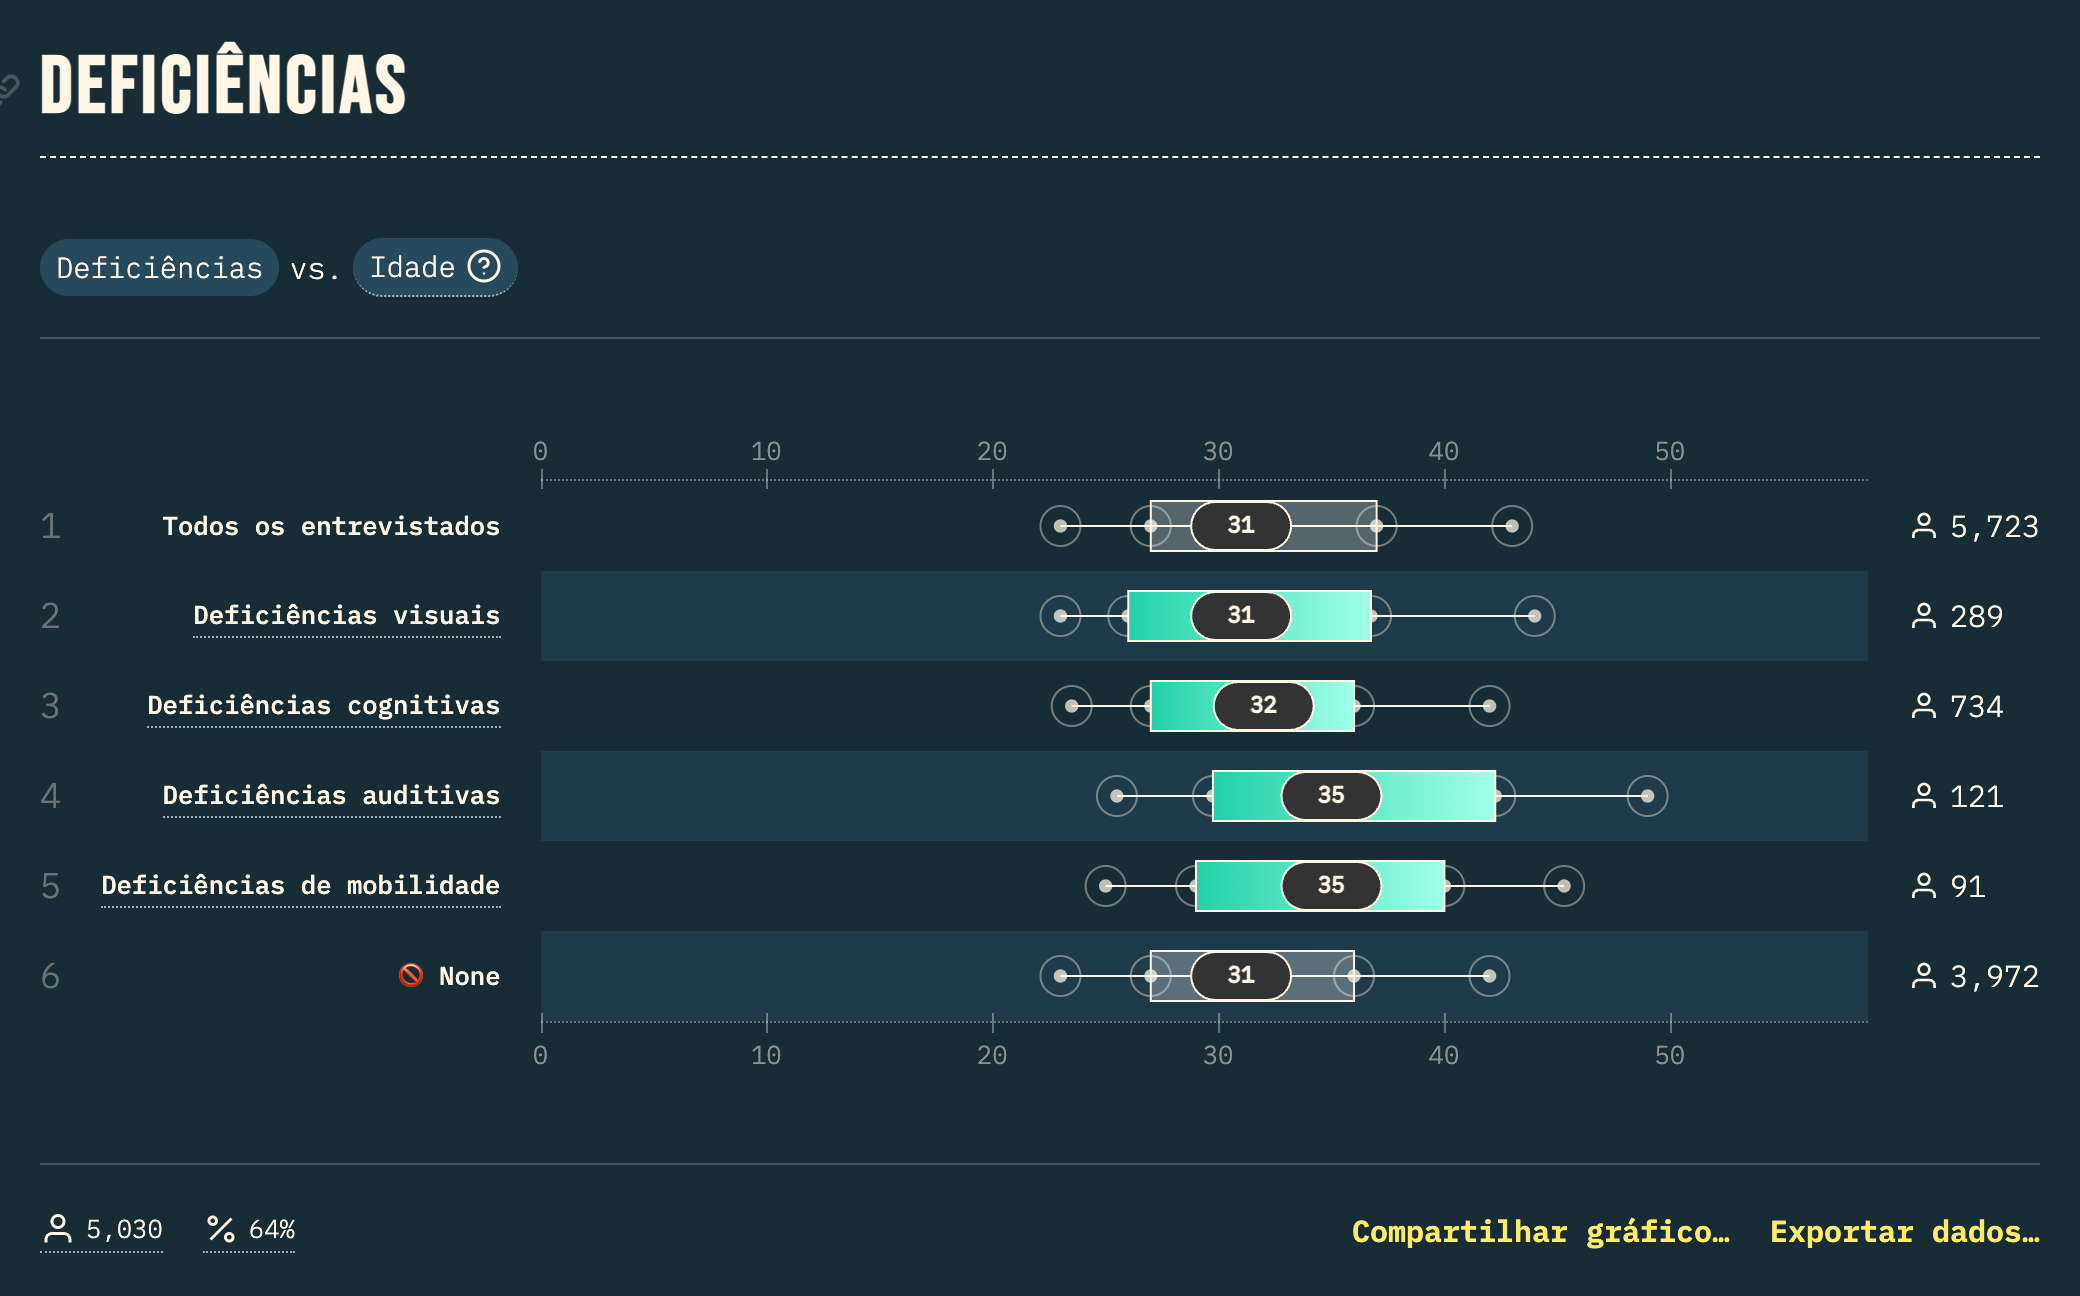 DEFICIÊNCIAS
Deficiências vs. Idade ?
0 10 20 30 40 50
1 Todos os entrevistados 31 5,723
2 Deficiências visuais 31 289
3 Deficiências cognitivas 32 734
4 Deficiências auditivas 35 121
5 Deficiências de mobilidade 35 91
6 None 31 3,972
0 10 20 30 40 50
5,030 % 64% Compartilhar gráfico… Exportar dados…